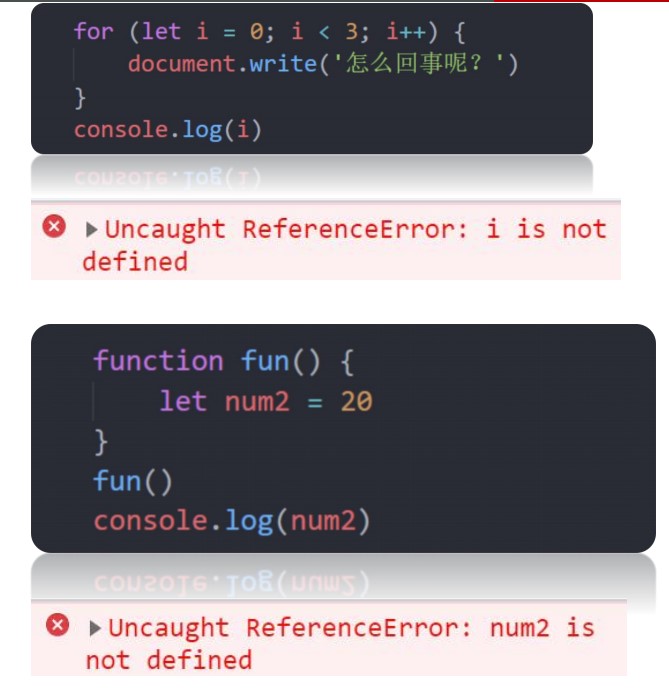 for (let i = 0; i < 3; i++) {
document.write('怎么回事呢？')
}
console.log(i)
Uncaught ReferenceError: i is not
defined
function fun() {
let num2 = 20
}
fun()
console.log(num2)
Uncaught ReferenceError: num2 is
not defined